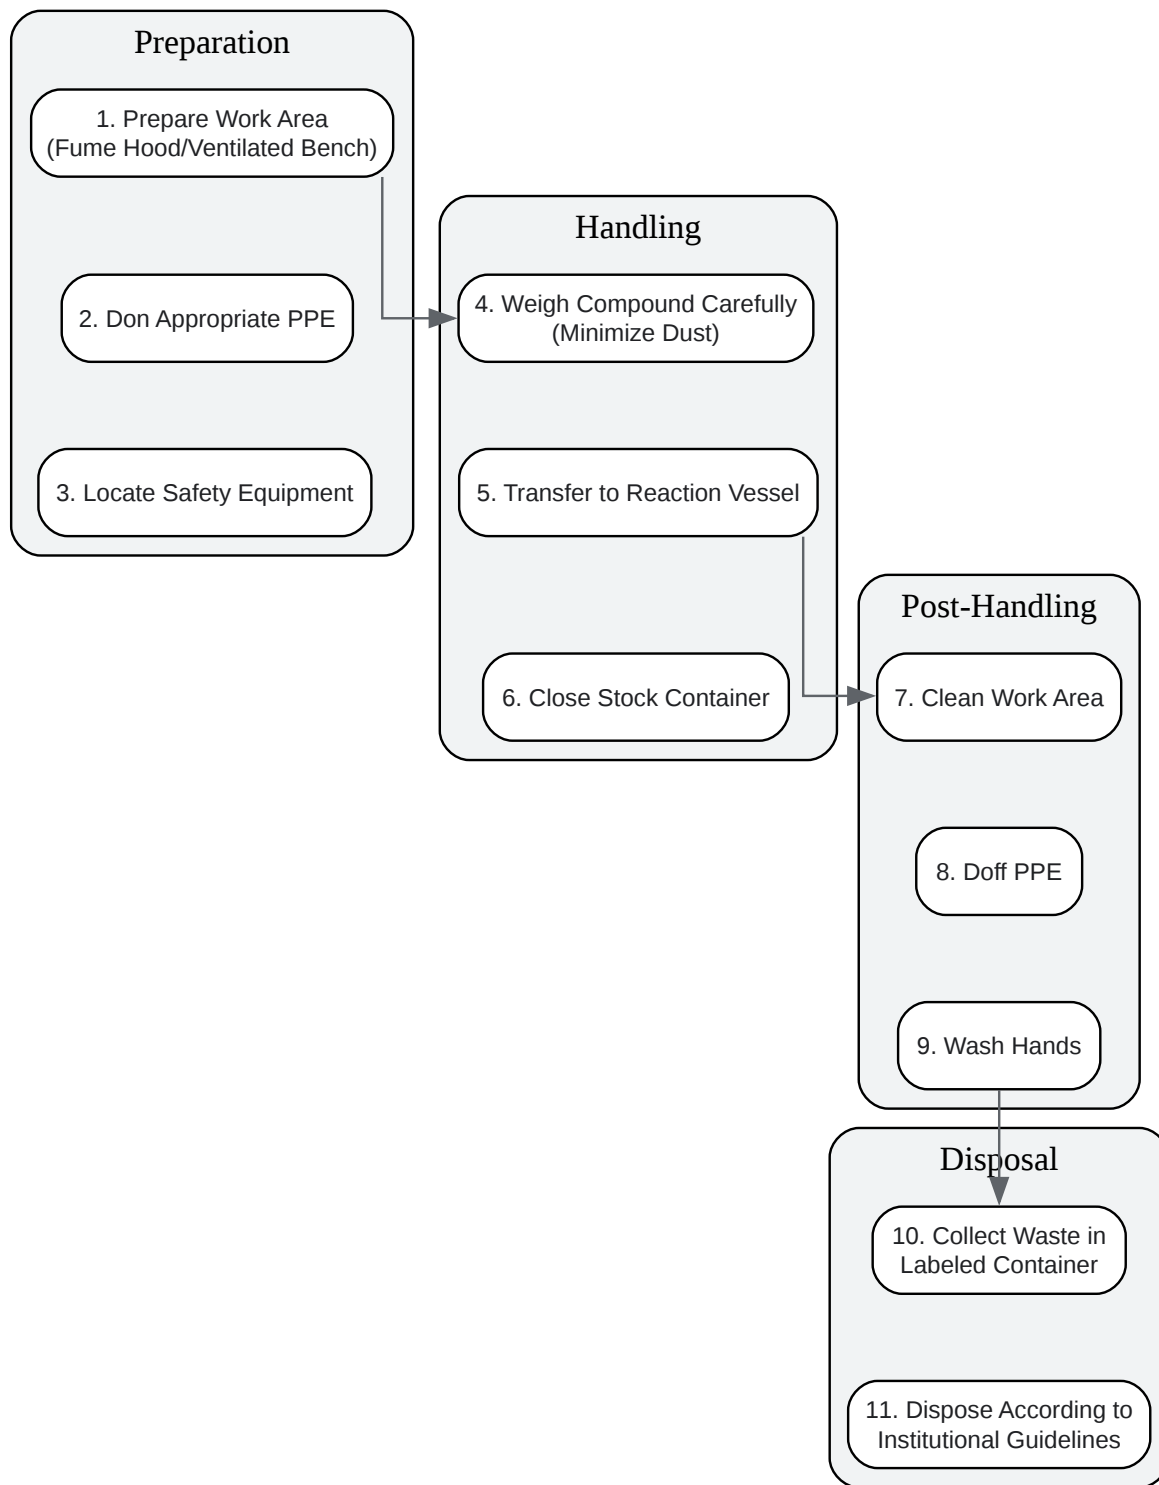 Preparation
1. Prepare Work Area
(Fume Hood/Ventilated Bench)
2. Don Appropriate PPE
3. Locate Safety Equipment
Handling
4. Weigh Compound Carefully
(Minimize Dust)
5. Transfer to Reaction Vessel
6. Close Stock Container
Post-Handling
7. Clean Work Area
8. Doff PPE
9. Wash Hands
Disposal
10. Collect Waste in
Labeled Container
11. Dispose According to
Institutional Guidelines